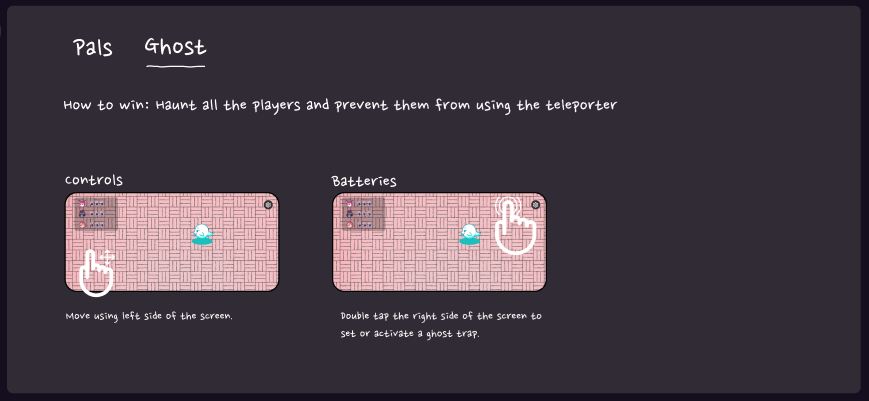 Pals Ghost
How to win: Haunt all the players and prevent them from using the teleporter
Controls
Batteries
Move using left side of the screen.
Double tap the right side of the screen to
set or activate a ghost trap.